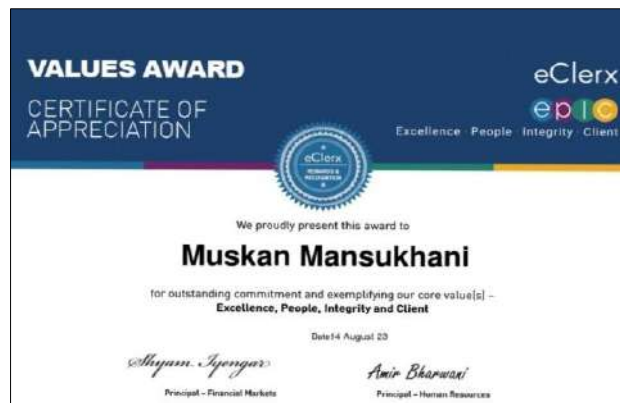 VALUES AWARD
CERTIFICATE OF
APPRECIATION
eClerx
epic
Excellence · People · Integrity · Client
eClerx
REWARDS &
RECOGNITION
We proudly present this award to
Muskan Mansukhani
for outstanding commitment and exemplifying our core value[s] –
Excellence, People, Integrity and Client
Date14 August 23
Shyam Iyengar
Amir Bharwani
Principal – Financial Markets
Principal – Human Resources